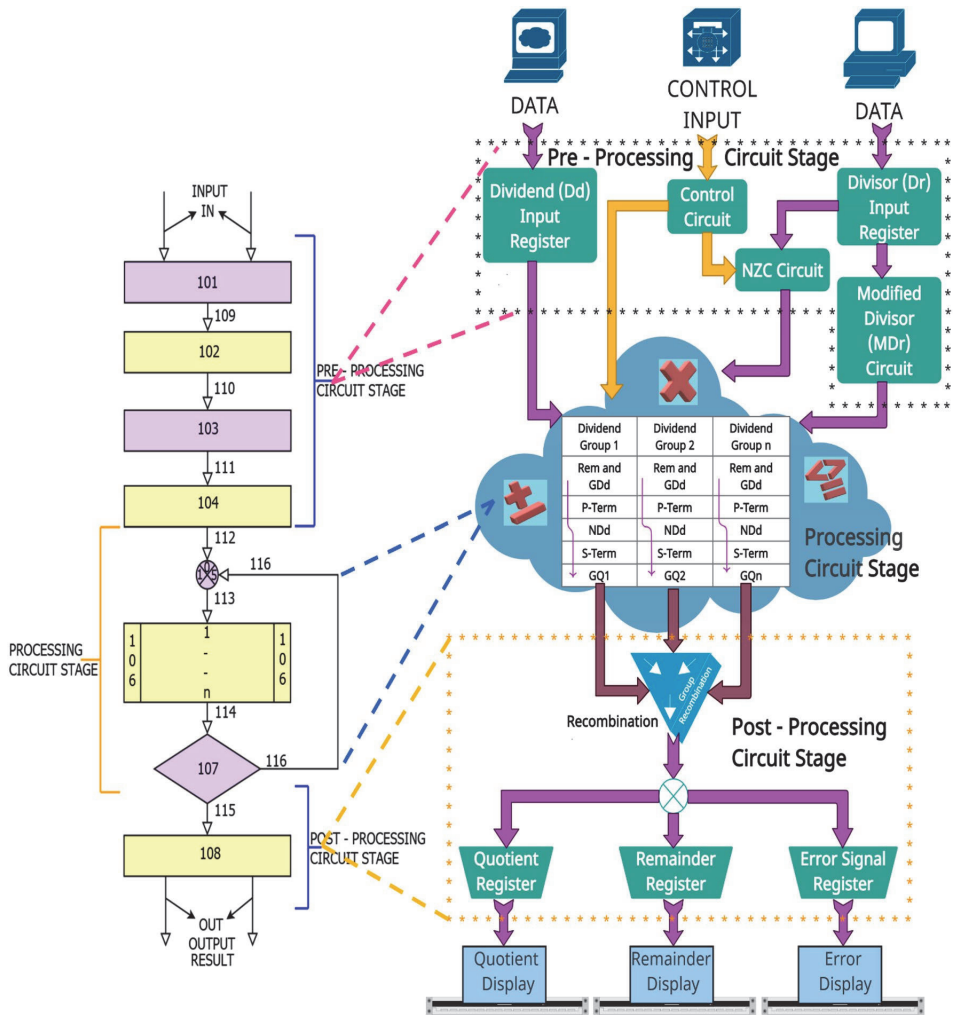 INPUT
IN
101
109
102
110
103
111
104
112
116
113
1
0
6
1
-
-
n
1
0
6
114
107
116
115
108
OUT
OUTPUT
RESULT
PRE - PROCESSING
CIRCUIT STAGE
PROCESSING
CIRCUIT STAGE
POST - PROCESSING
CIRCUIT STAGE
DATA
CONTROL
INPUT
DATA
Pre - Processing Circuit Stage
Dividend (Dd)
Input
Register
Control
Circuit
Divisor (Dr)
Input
Register
NZC Circuit
Modified
Divisor
(MDr)
Circuit
Dividend Group 1
Dividend Group 2
Dividend Group n
Rem and GDd
Rem and GDd
Rem and GDd
P-Term
P-Term
P-Term
NDd
NDd
NDd
S-Term
S-Term
S-Term
GQ1
GQ2
GQn
Processing
Circuit Stage
Group
Recombination
Recombination
Post - Processing
Circuit Stage
Quotient
Register
Remainder
Register
Error Signal
Register
Quotient
Display
Remainder
Display
Error
Display